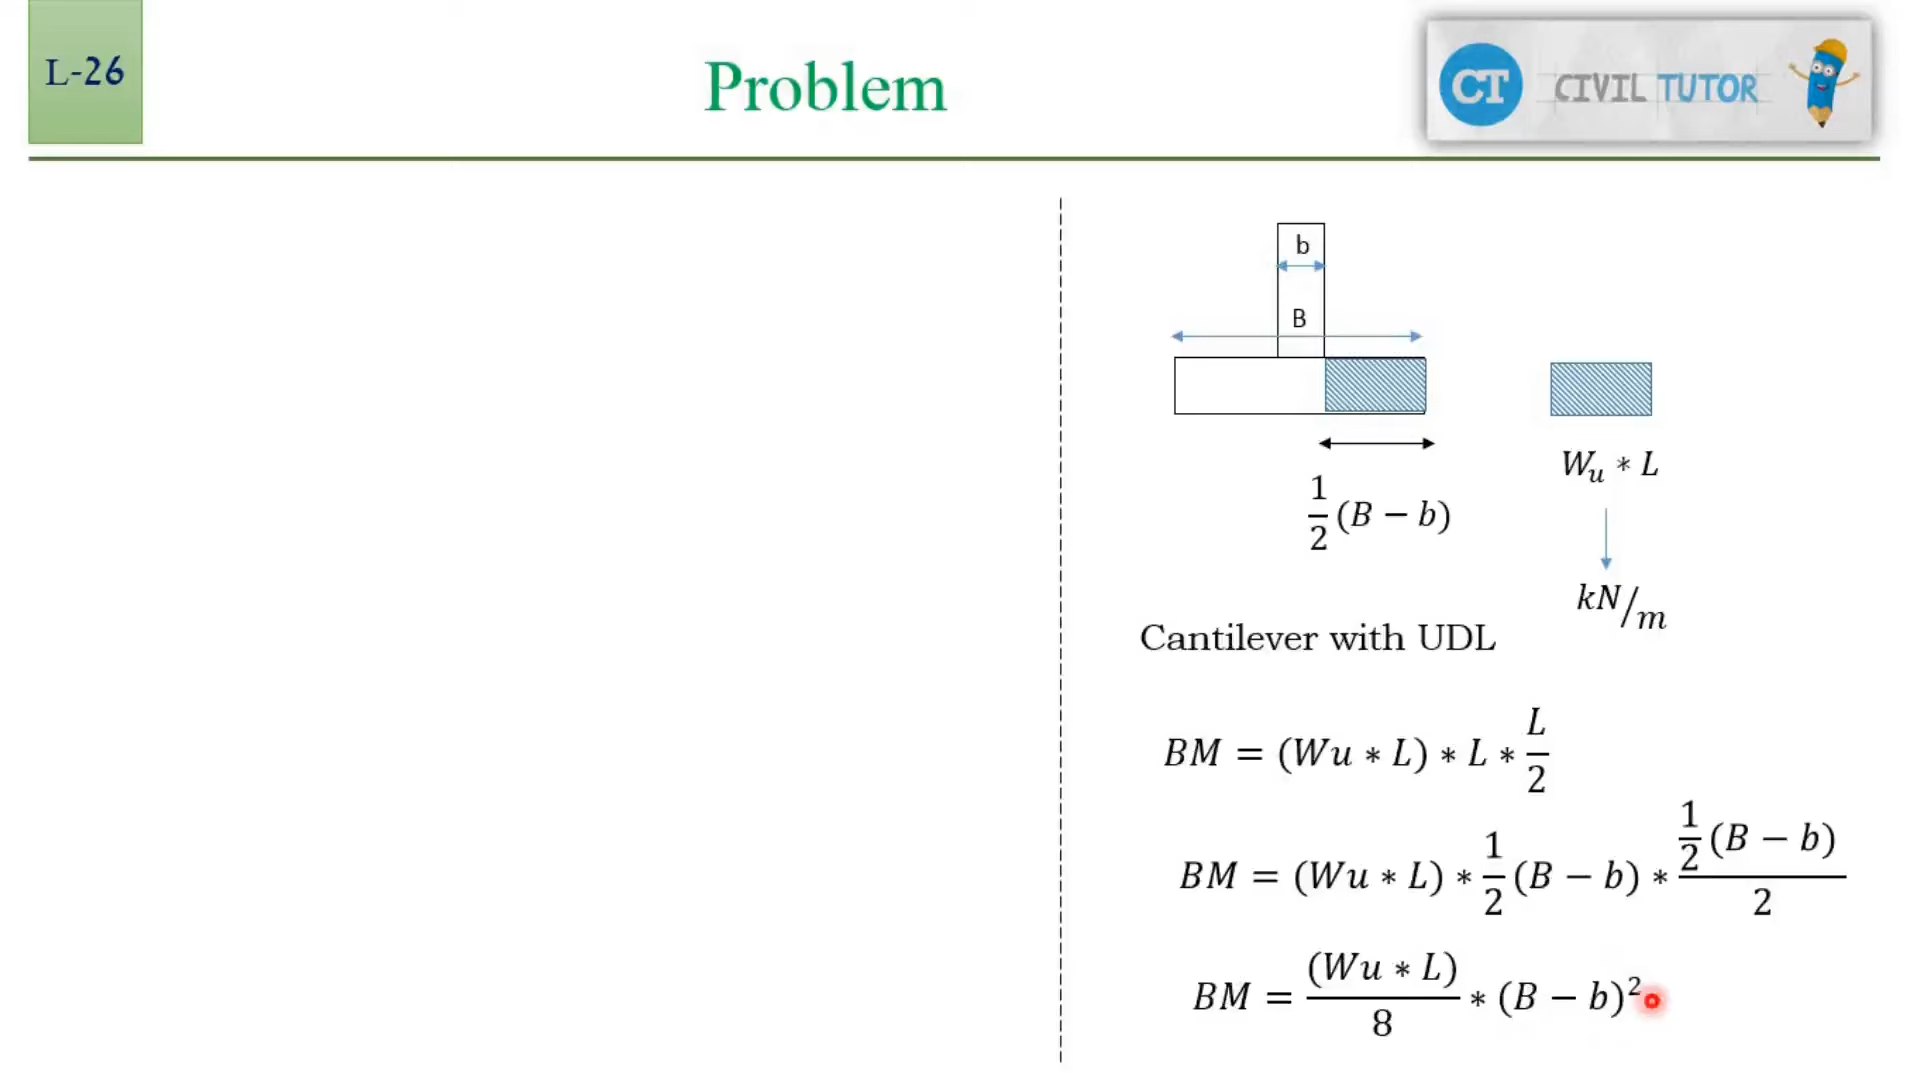 L-26
Problem
CT CIVIL TUTOR
b
B
1/2 (B − b)
W_u ∗ L
kN/m
Cantilever with UDL
BM = (Wu ∗ L) ∗ L ∗ L/2
BM = (Wu ∗ L) ∗ 1/2 (B − b) ∗ (1/2 (B − b))/2
BM = (Wu ∗ L)/8 ∗ (B − b)²